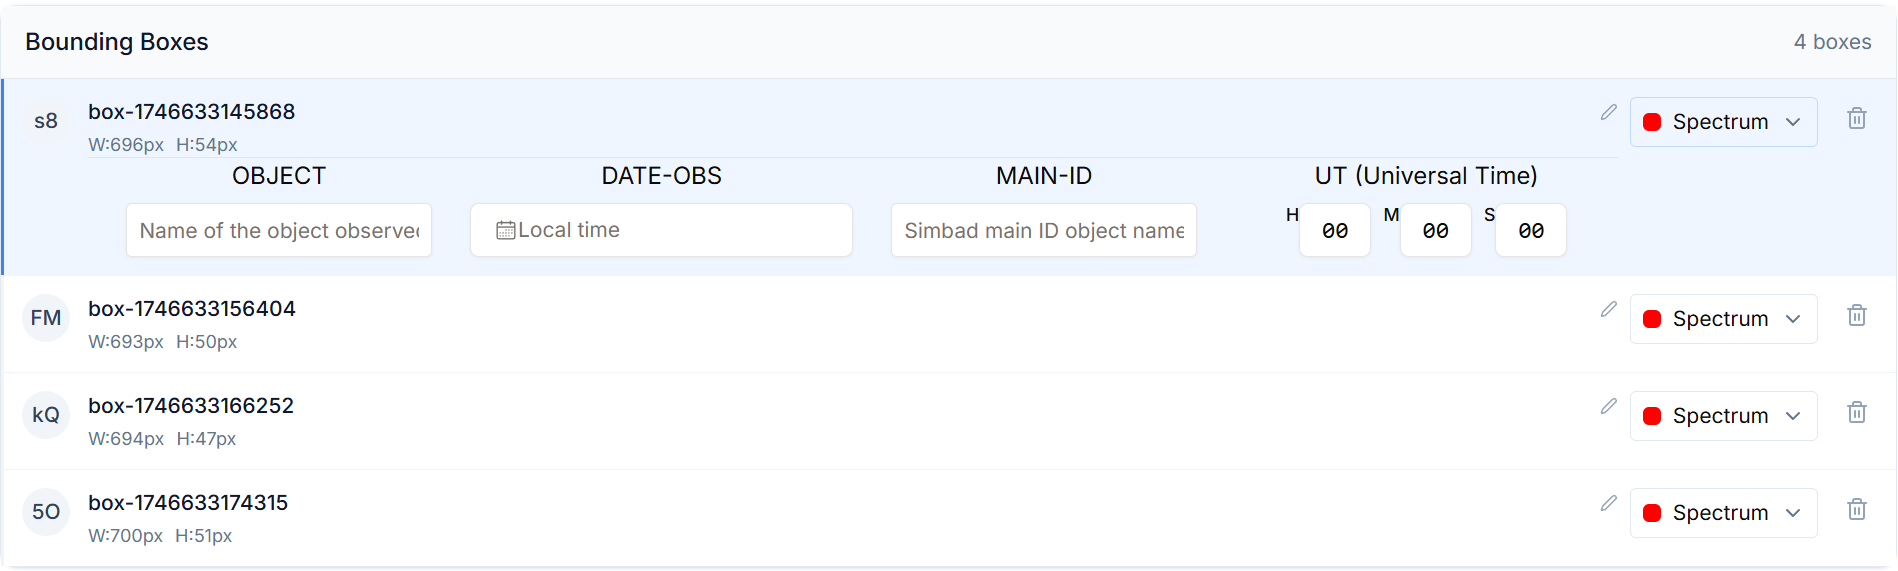 Bounding Boxes 4 boxes
s8 box-1746633145868 Spectrum
W:696px H:54px
OBJECT DATE-OBS MAIN-ID UT (Universal Time)
Name of the object observe Local time Simbad main ID object name H 00 M 00 S 00
FM box-1746633156404 Spectrum
W:693px H:50px
kQ box-1746633166252 Spectrum
W:694px H:47px
5O box-1746633174315 Spectrum
W:700px H:51px